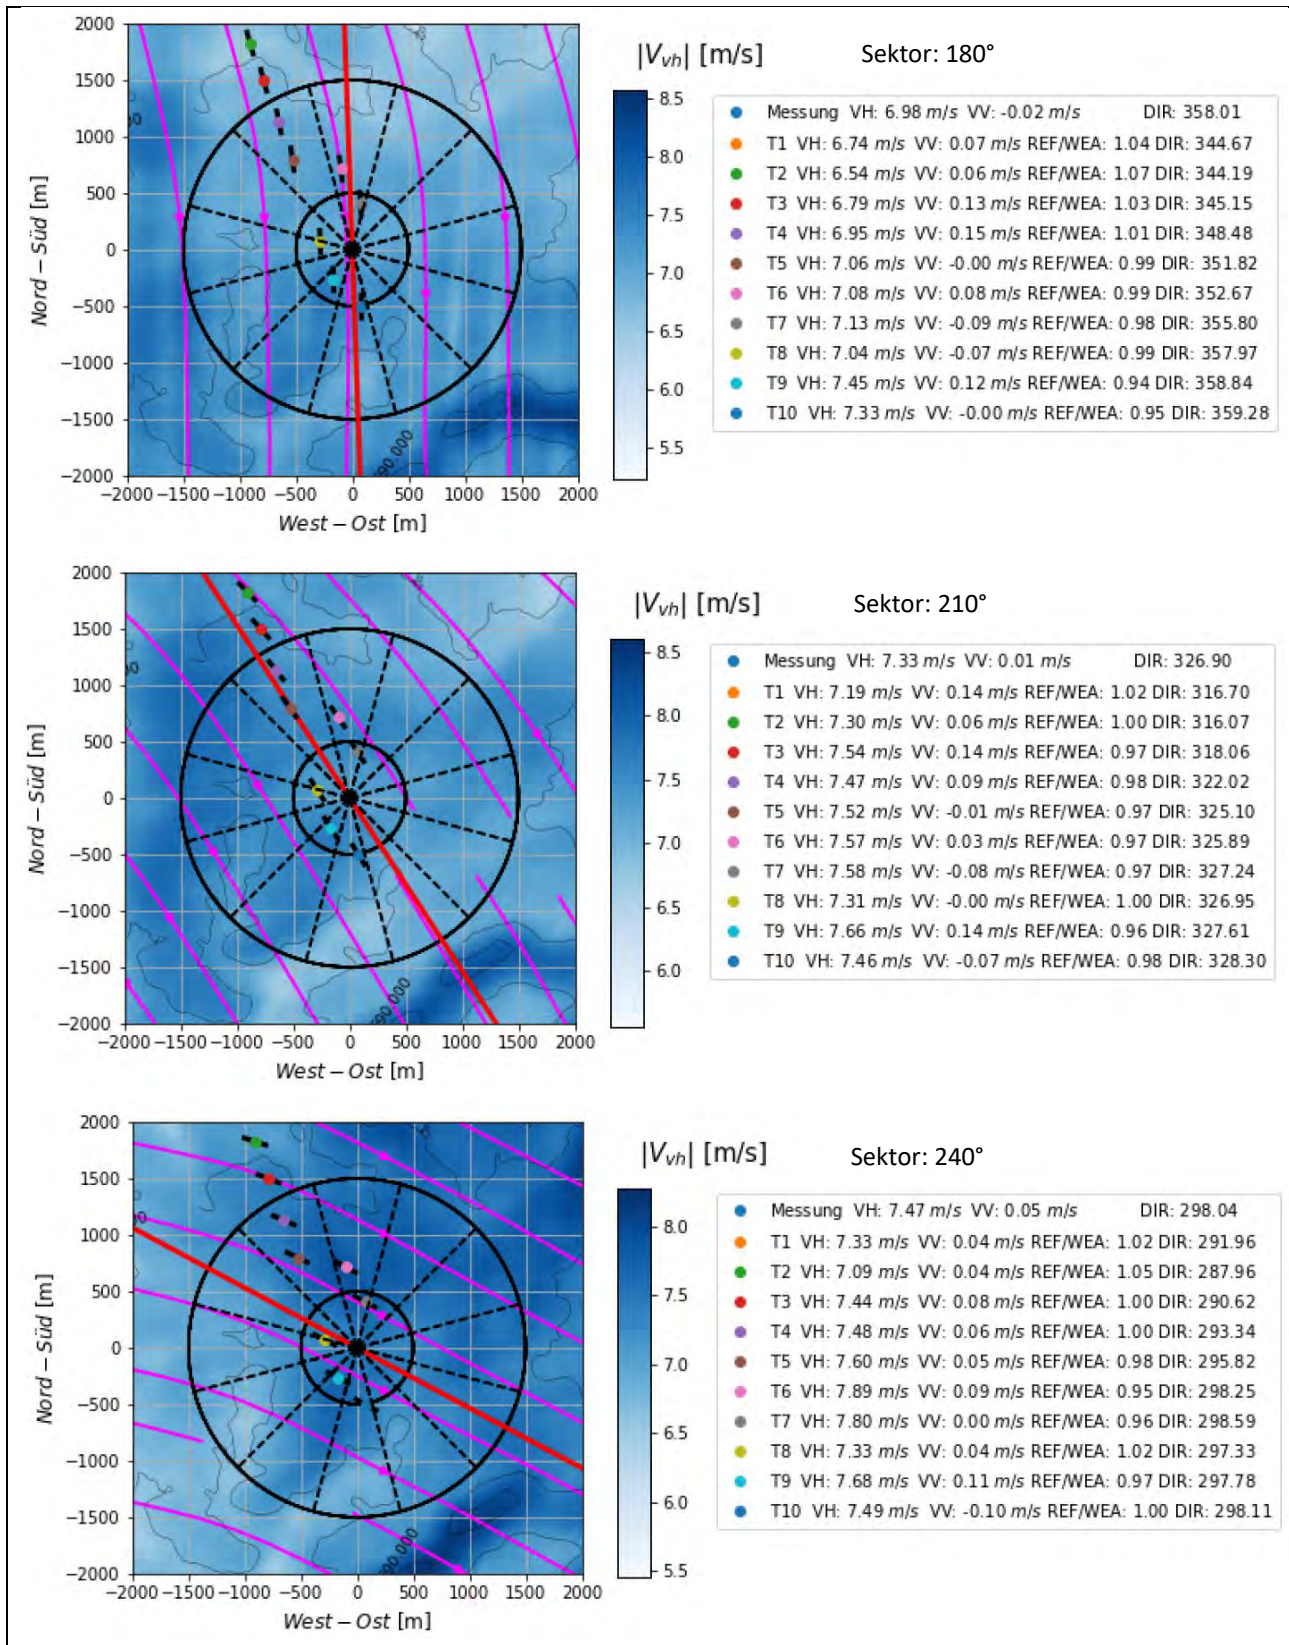 |V_vh| [m/s]
Sektor: 180°
2000
1500
1000
500
0
−500
−1000
−1500
−2000
Nord − Süd [m]
−2000 −1500 −1000 −500 0 500 1000 1500 2000
West − Ost [m]
90.000
8.5
8.0
7.5
7.0
6.5
6.0
5.5
Messung VH: 6.98 m/s VV: -0.02 m/s DIR: 358.01
T1 VH: 6.74 m/s VV: 0.07 m/s REF/WEA: 1.04 DIR: 344.67
T2 VH: 6.54 m/s VV: 0.06 m/s REF/WEA: 1.07 DIR: 344.19
T3 VH: 6.79 m/s VV: 0.13 m/s REF/WEA: 1.03 DIR: 345.15
T4 VH: 6.95 m/s VV: 0.15 m/s REF/WEA: 1.01 DIR: 348.48
T5 VH: 7.06 m/s VV: -0.00 m/s REF/WEA: 0.99 DIR: 351.82
T6 VH: 7.08 m/s VV: 0.08 m/s REF/WEA: 0.99 DIR: 352.67
T7 VH: 7.13 m/s VV: -0.09 m/s REF/WEA: 0.98 DIR: 355.80
T8 VH: 7.04 m/s VV: -0.07 m/s REF/WEA: 0.99 DIR: 357.97
T9 VH: 7.45 m/s VV: 0.12 m/s REF/WEA: 0.94 DIR: 358.84
T10 VH: 7.33 m/s VV: -0.00 m/s REF/WEA: 0.95 DIR: 359.28
|V_vh| [m/s]
Sektor: 210°
2000
1500
1000
500
0
−500
−1000
−1500
−2000
Nord − Süd [m]
−2000 −1500 −1000 −500 0 500 1000 1500 2000
West − Ost [m]
90.000
8.5
8.0
7.5
7.0
6.5
6.0
Messung VH: 7.33 m/s VV: 0.01 m/s DIR: 326.90
T1 VH: 7.19 m/s VV: 0.14 m/s REF/WEA: 1.02 DIR: 316.70
T2 VH: 7.30 m/s VV: 0.06 m/s REF/WEA: 1.00 DIR: 316.07
T3 VH: 7.54 m/s VV: 0.14 m/s REF/WEA: 0.97 DIR: 318.06
T4 VH: 7.47 m/s VV: 0.09 m/s REF/WEA: 0.98 DIR: 322.02
T5 VH: 7.52 m/s VV: -0.01 m/s REF/WEA: 0.97 DIR: 325.10
T6 VH: 7.57 m/s VV: 0.03 m/s REF/WEA: 0.97 DIR: 325.89
T7 VH: 7.58 m/s VV: -0.08 m/s REF/WEA: 0.97 DIR: 327.24
T8 VH: 7.31 m/s VV: -0.00 m/s REF/WEA: 1.00 DIR: 326.95
T9 VH: 7.66 m/s VV: 0.14 m/s REF/WEA: 0.96 DIR: 327.61
T10 VH: 7.46 m/s VV: -0.07 m/s REF/WEA: 0.98 DIR: 328.30
|V_vh| [m/s]
Sektor: 240°
2000
1500
1000
500
0
−500
−1000
−1500
−2000
Nord − Süd [m]
−2000 −1500 −1000 −500 0 500 1000 1500 2000
West − Ost [m]
90.000
8.0
7.5
7.0
6.5
6.0
5.5
Messung VH: 7.47 m/s VV: 0.05 m/s DIR: 298.04
T1 VH: 7.33 m/s VV: 0.04 m/s REF/WEA: 1.02 DIR: 291.96
T2 VH: 7.09 m/s VV: 0.04 m/s REF/WEA: 1.05 DIR: 287.96
T3 VH: 7.44 m/s VV: 0.08 m/s REF/WEA: 1.00 DIR: 290.62
T4 VH: 7.48 m/s VV: 0.06 m/s REF/WEA: 1.00 DIR: 293.34
T5 VH: 7.60 m/s VV: 0.05 m/s REF/WEA: 0.98 DIR: 295.82
T6 VH: 7.89 m/s VV: 0.09 m/s REF/WEA: 0.95 DIR: 298.25
T7 VH: 7.80 m/s VV: 0.00 m/s REF/WEA: 0.96 DIR: 298.59
T8 VH: 7.33 m/s VV: 0.04 m/s REF/WEA: 1.02 DIR: 297.33
T9 VH: 7.68 m/s VV: 0.11 m/s REF/WEA: 0.97 DIR: 297.78
T10 VH: 7.49 m/s VV: -0.10 m/s REF/WEA: 1.00 DIR: 298.11